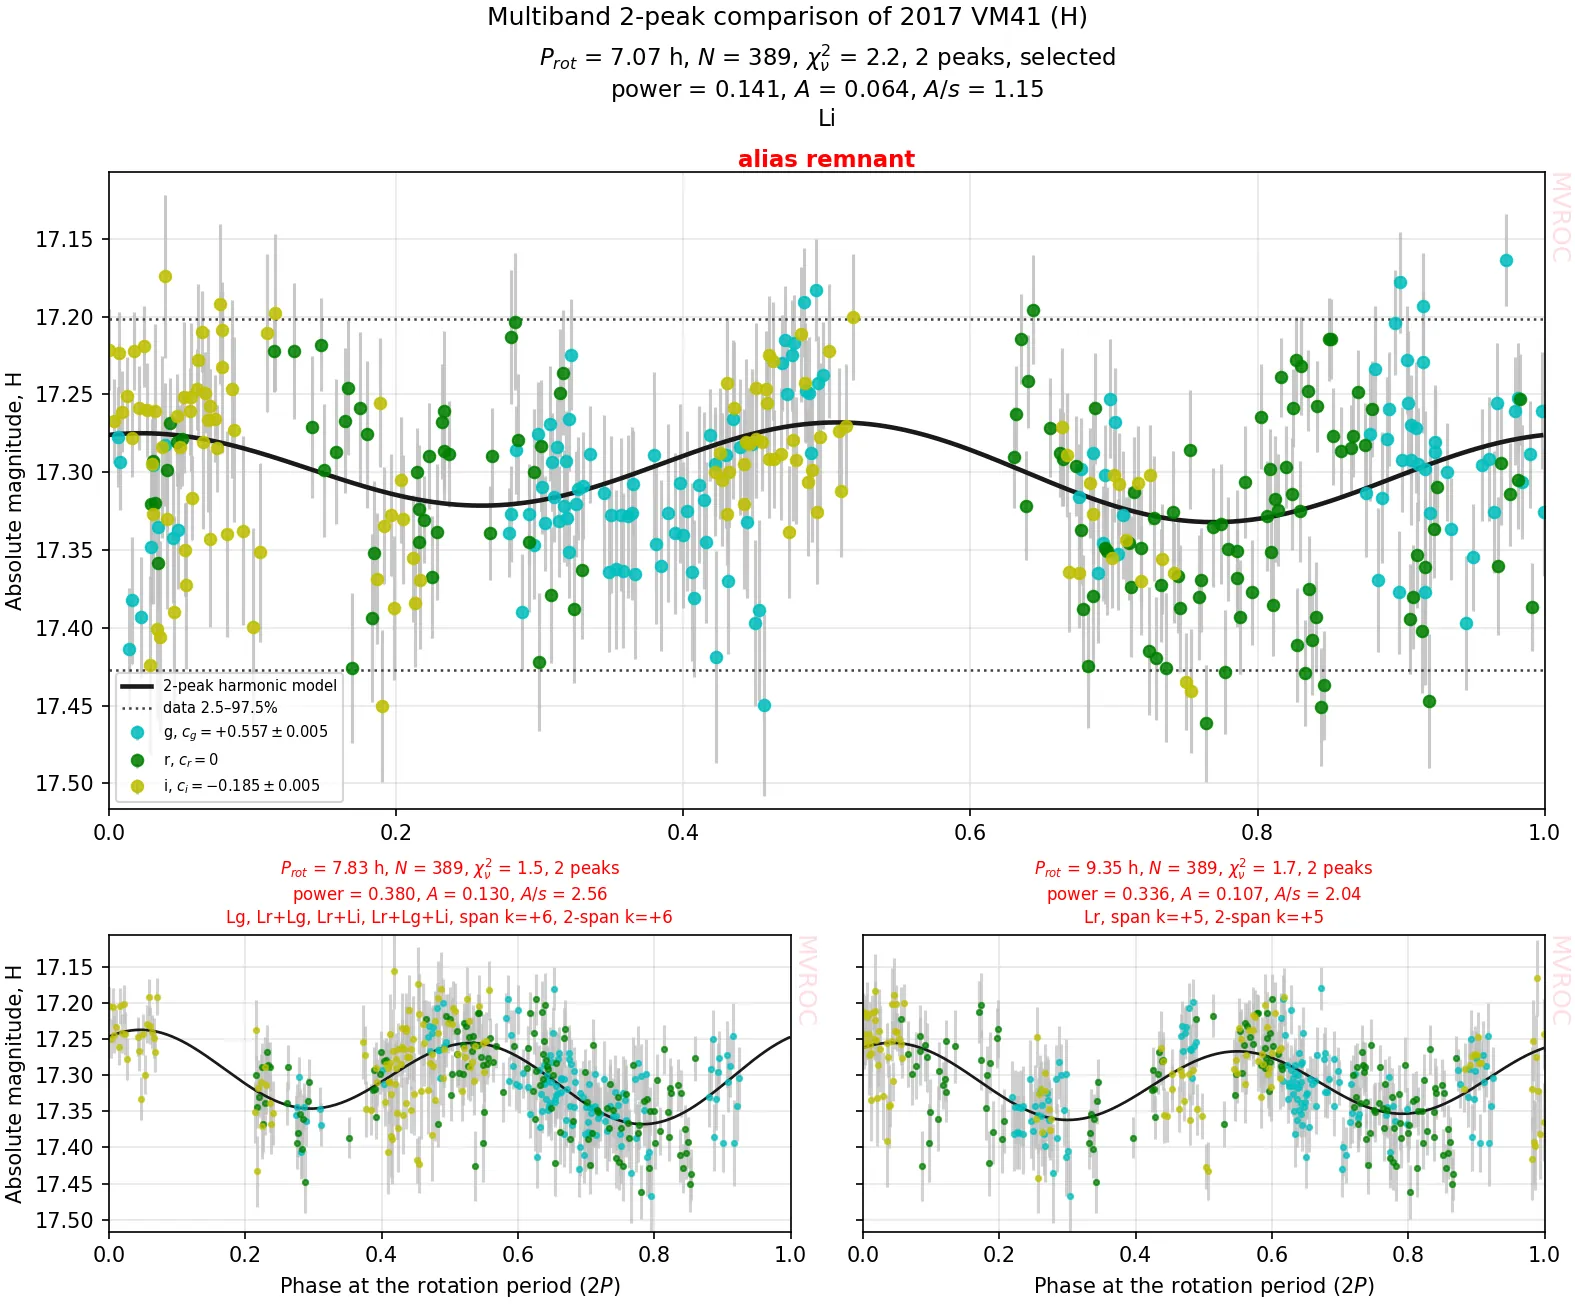 Multiband 2-peak comparison of 2017 VM41 (H)
P_rot = 7.07 h, N = 389, χ²_ν = 2.2, 2 peaks, selected
power = 0.141, A = 0.064, A/s = 1.15
Li
alias remnant
MVROC
Absolute magnitude, H
17.15
17.20
17.25
17.30
17.35
17.40
17.45
17.50
2-peak harmonic model
data 2.5–97.5%
g, c_g = +0.557 ± 0.005
r, c_r = 0
i, c_i = −0.185 ± 0.005
0.0 0.2 0.4 0.6 0.8 1.0
P_rot = 7.83 h, N = 389, χ²_ν = 1.5, 2 peaks
power = 0.380, A = 0.130, A/s = 2.56
Lg, Lr+Lg, Lr+Li, Lr+Lg+Li, span k=+6, 2-span k=+6
MVROC
Absolute magnitude, H
17.15
17.20
17.25
17.30
17.35
17.40
17.45
17.50
0.0 0.2 0.4 0.6 0.8 1.0
Phase at the rotation period (2P)
P_rot = 9.35 h, N = 389, χ²_ν = 1.7, 2 peaks
power = 0.336, A = 0.107, A/s = 2.04
Lr, span k=+5, 2-span k=+5
MVROC
0.0 0.2 0.4 0.6 0.8 1.0
Phase at the rotation period (2P)